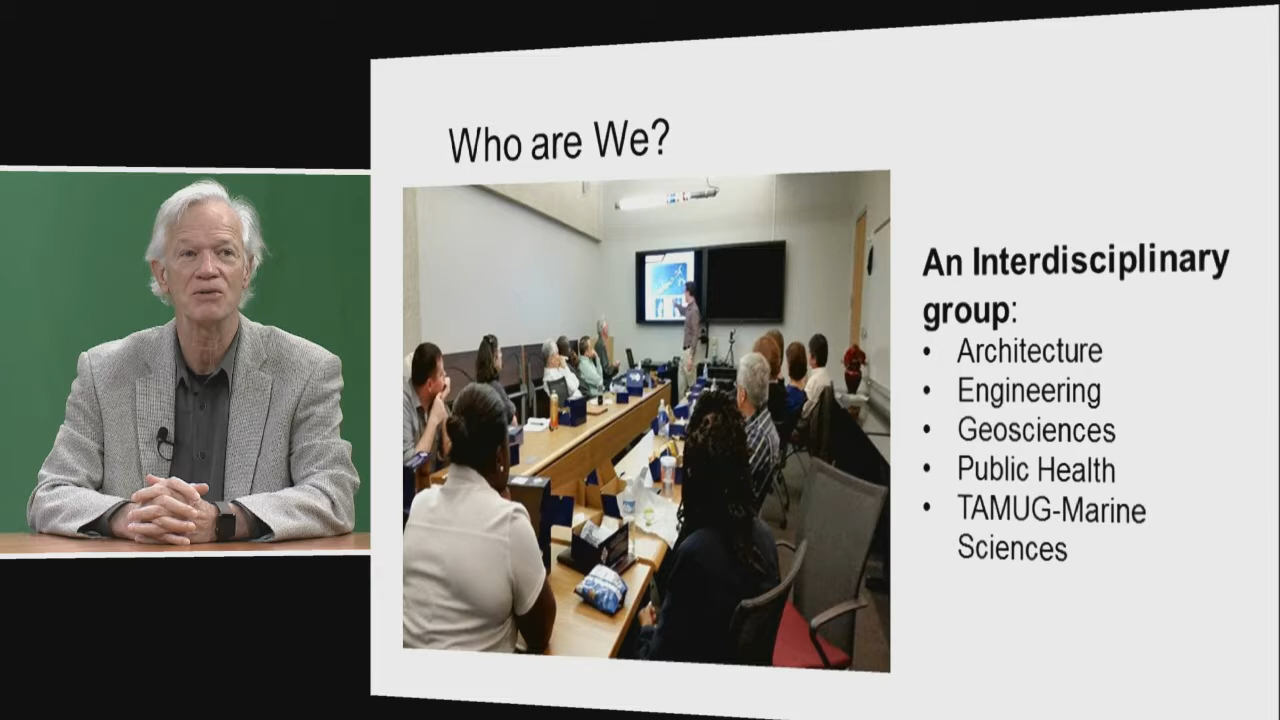 Who are We?
An Interdisciplinary
group:
• Architecture
• Engineering
• Geosciences
• Public Health
• TAMUG-Marine
Sciences